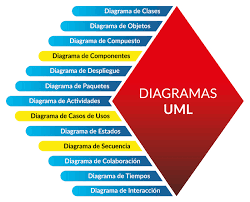 Diagrama de Clases
Diagrama de Objetos
Diagrama de Compuesto
Diagrama de Componentes
Diagrama de Despliegue
Diagrama de Paquetes
Diagrama de Actividades
Diagrama de Casos de Usos
Diagrama de Estados
Diagrama de Secuencia
Diagrama de Colaboración
Diagrama de Tiempos
Diagrama de Interacción
DIAGRAMAS
UML